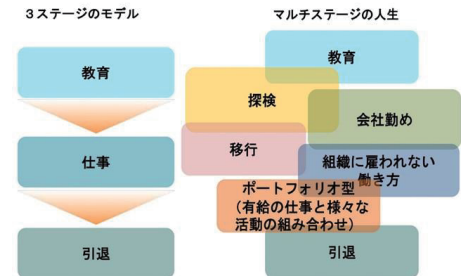 ３ステージのモデル
教育
仕事
引退
マルチステージの人生
教育
探検
会社勤め
移行
組織に雇われない
働き方
ポートフォリオ型
（有給の仕事と様々な
活動の組み合わせ）
引退